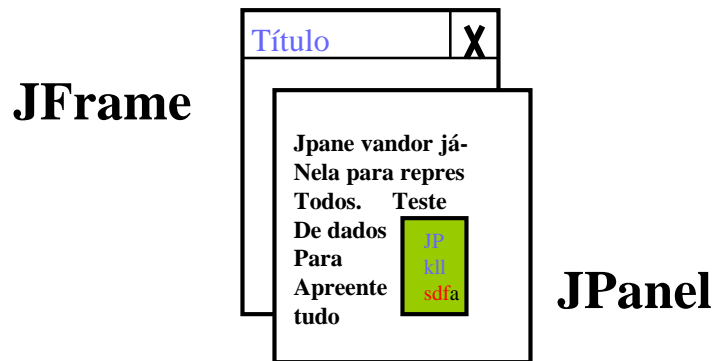 Título X
JFrame
Jpane vandor já-
Nela para repres
Todos. Teste
De dados
Para
Apreente
tudo
JP
kll
sdfa
JPanel